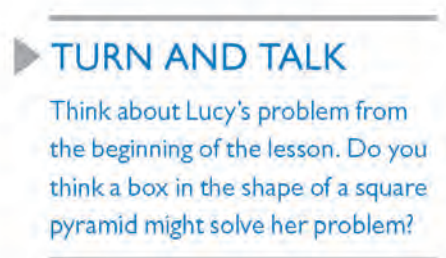 TURN AND TALK
Think about Lucy's problem from
the beginning of the lesson. Do you
think a box in the shape of a square
pyramid might solve her problem?